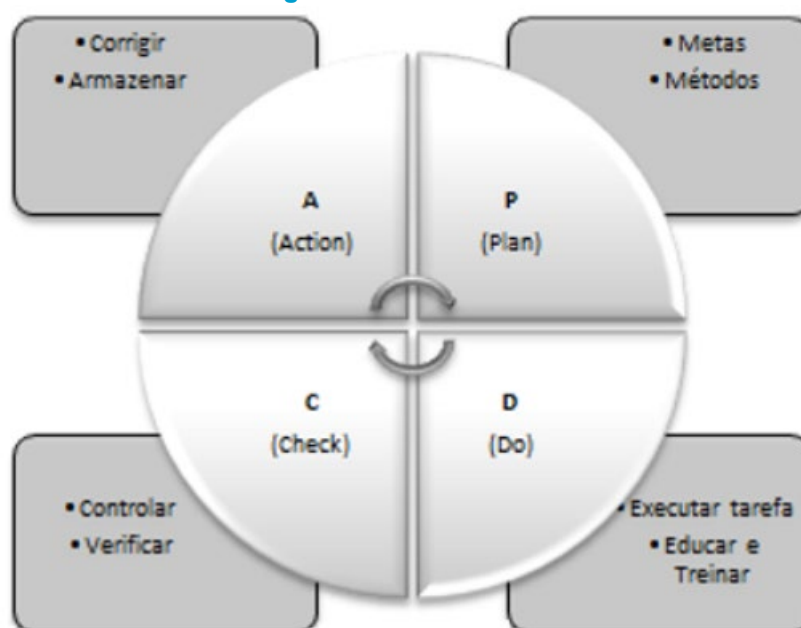 • Corrigir
• Armazenar
• Metas
• Métodos
A
(Action)
P
(Plan)
C
(Check)
D
(Do)
• Controlar
• Verificar
• Executar tarefa
• Educar e
Treinar